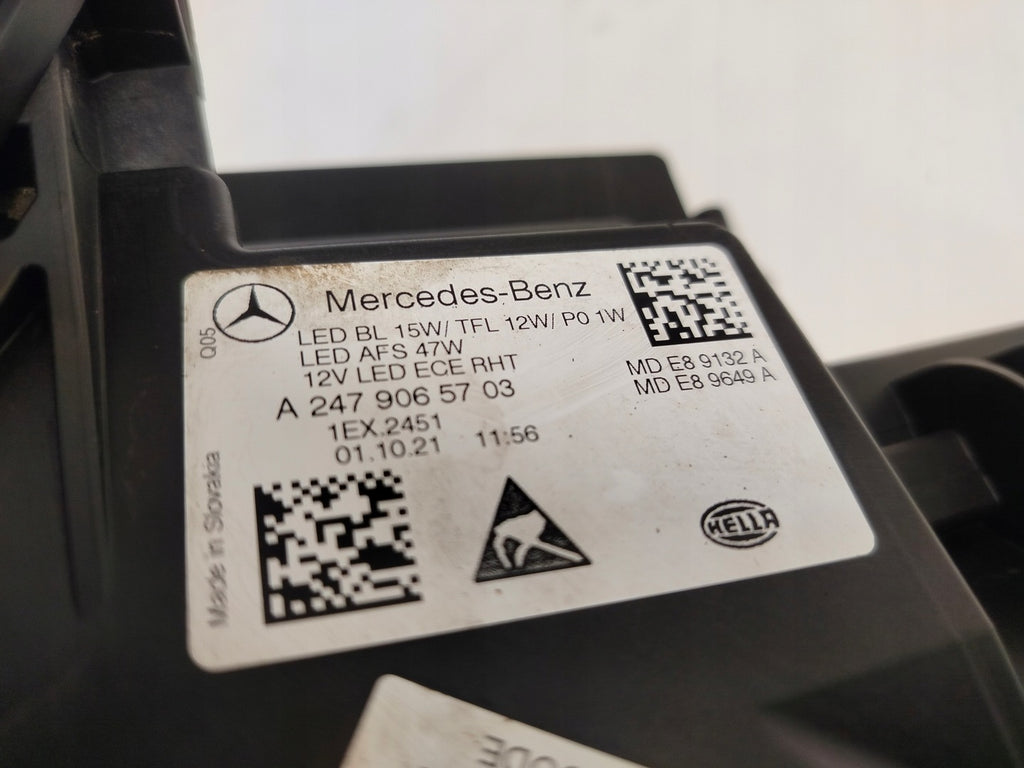 Mercedes-Benz
LED BL 15W/ TFL 12W/ PO 1W
LED AFS 47W
12V LED ECE RHT
A 247 906 57 03
1EX.2451
01.10.21 11:56
MD E8 9132 A
MD E8 9649 A
Q05
Made in Slovakia
HELLA